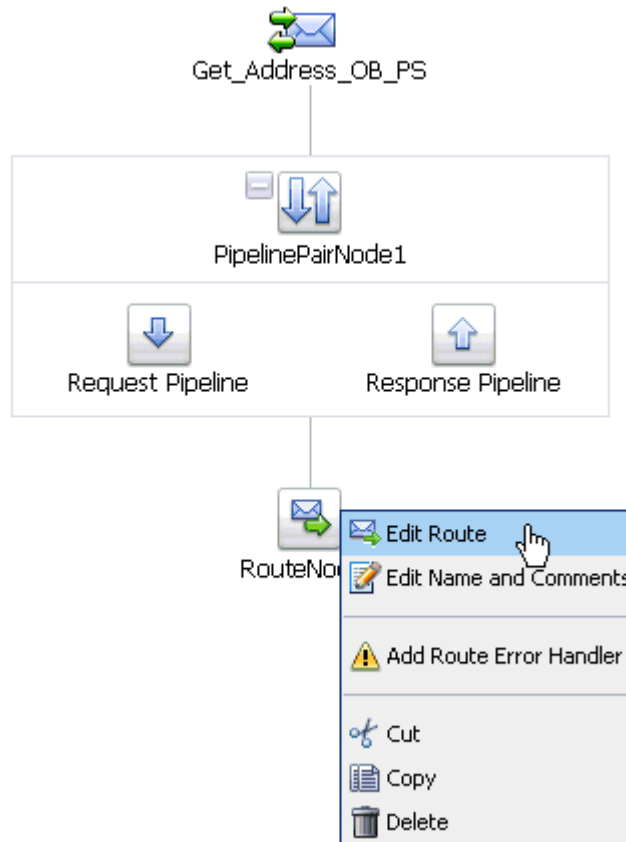 Get_Address_OB_PS
PipelinePairNode1
Request Pipeline
Response Pipeline
Edit Route
Edit Name and Comments
Add Route Error Handler
Cut
Copy
Delete